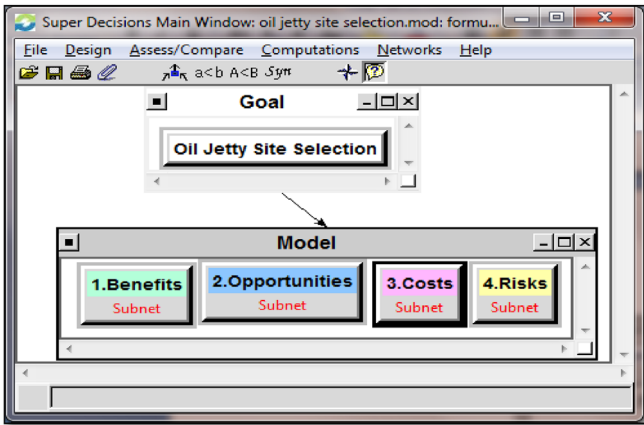 Super Decisions Main Window: oil jetty site selection.mod: formu...
File Design Assess/Compare Computations Networks Help
a<b A<B Syn
Goal
Oil Jetty Site Selection
Model
1.Benefits 2.Opportunities 3.Costs 4.Risks
Subnet Subnet Subnet Subnet